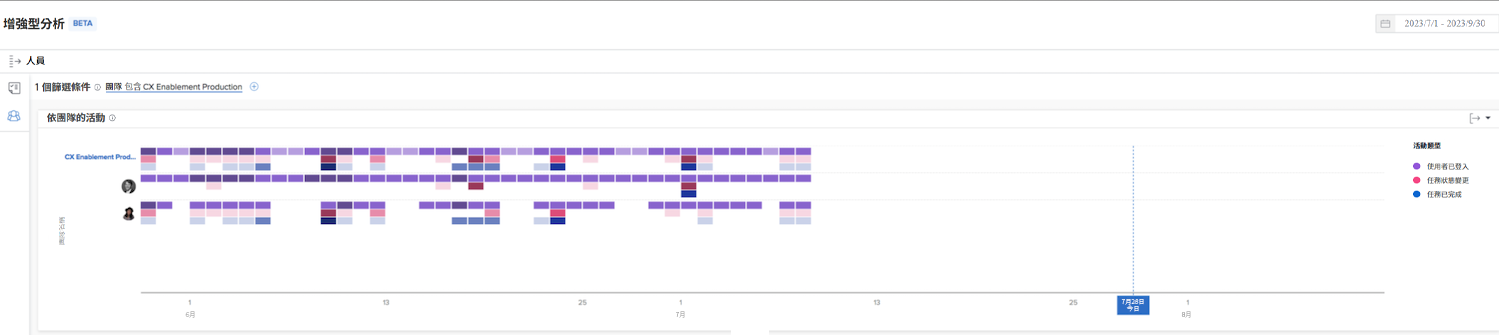 增強型分析 BETA
2023/7/1 - 2023/9/30
人員
1 個篩選條件 團隊 包含 CX Enablement Production
依團隊的活動
活動類型
CX Enablement Prod...
使用者已登入
任務狀態變更
任務已完成
1 13 25 1 13 25 7月28日 1
今日
6月 7月 8月